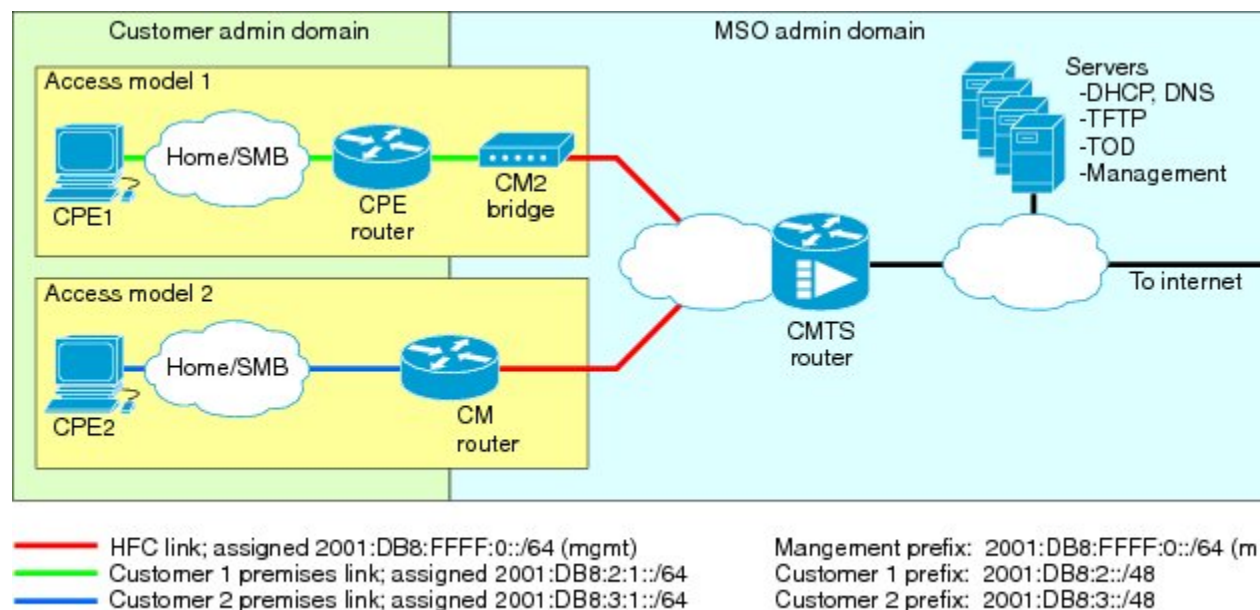 Customer admin domain
MSO admin domain
Access model 1
Servers
-DHCP, DNS
-TFTP
-TOD
-Management
Home/SMB
CPE1
CPE
router
CM2
bridge
To internet
Access model 2
CMTS
router
Home/SMB
CPE2
CM
router
HFC link; assigned 2001:DB8:FFFF:0::/64 (mgmt)
Customer 1 premises link; assigned 2001:DB8:2:1::/64
Customer 2 premises link; assigned 2001:DB8:3:1::/64
Mangement prefix: 2001:DB8:FFFF:0::/64 (m
Customer 1 prefix: 2001:DB8:2::/48
Customer 2 prefix: 2001:DB8:3::/48